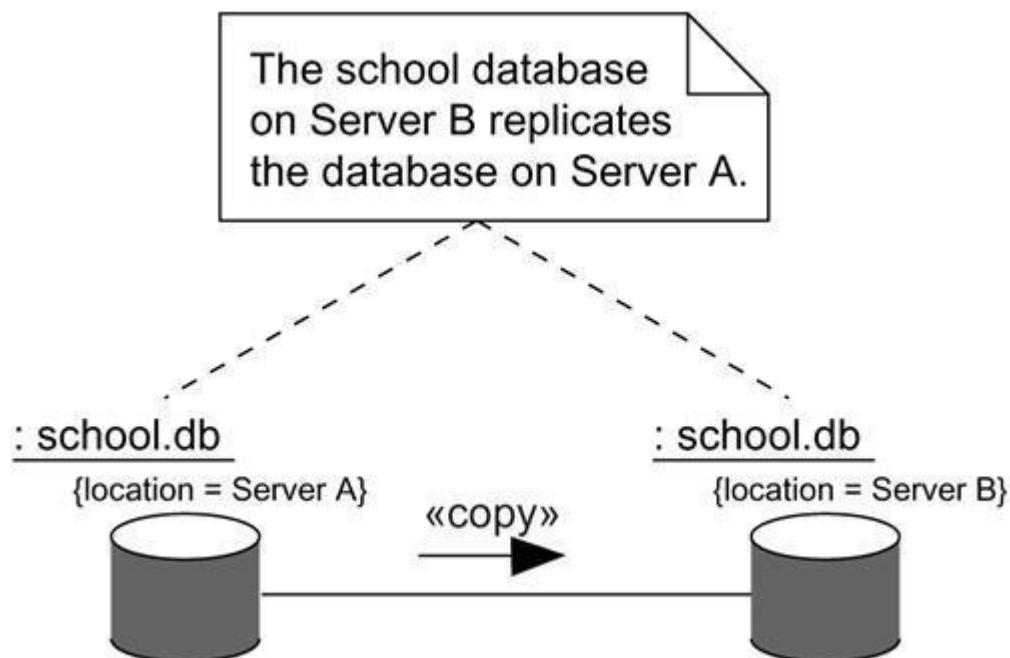 The school database
on Server B replicates
the database on Server A.
: school.db
{location = Server A}
«copy»
: school.db
{location = Server B}